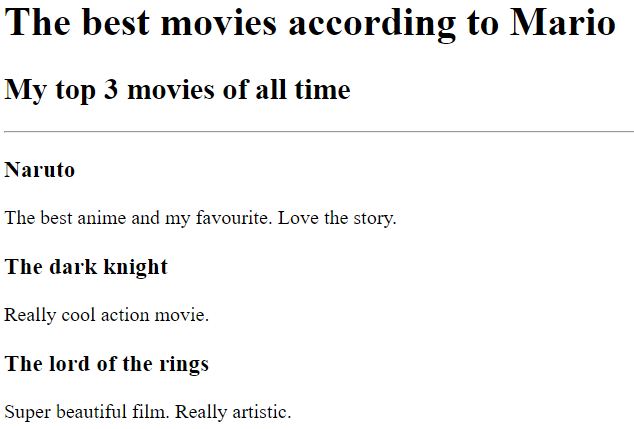 The best movies according to Mario
My top 3 movies of all time
Naruto
The best anime and my favourite. Love the story.
The dark knight
Really cool action movie.
The lord of the rings
Super beautiful film. Really artistic.